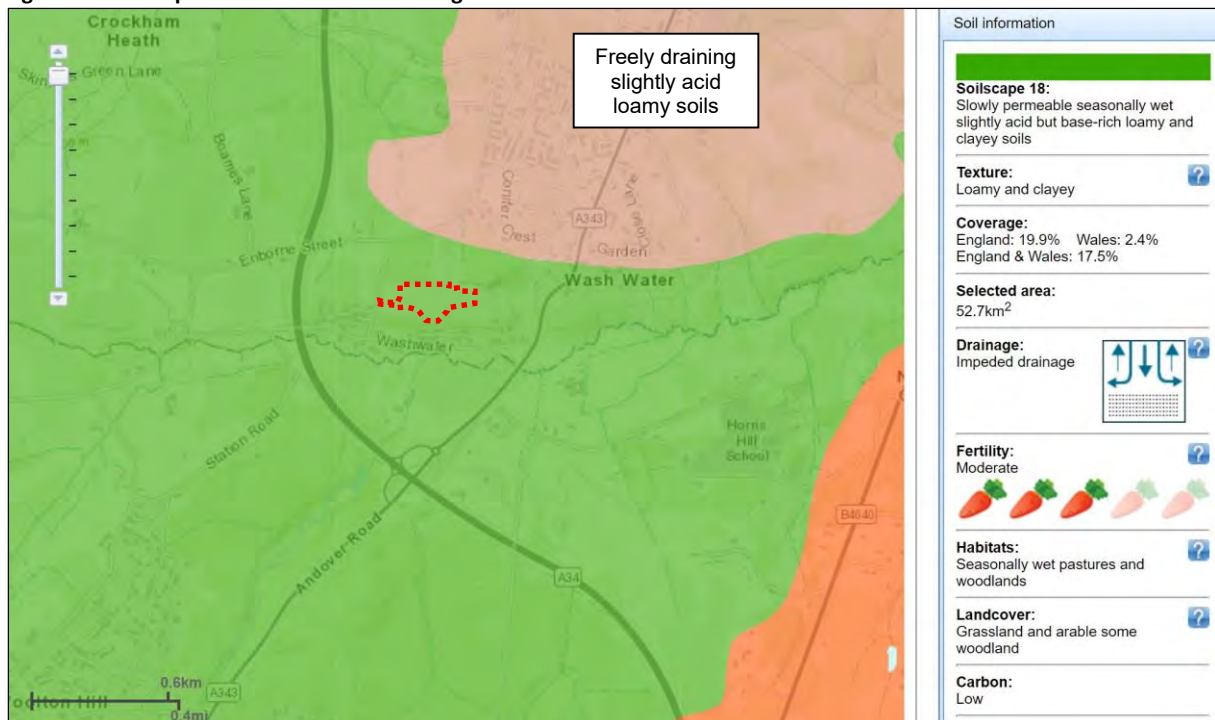 Crockham
Heath
Green Lane
Boames Lane
Enborne Street
Conifer
Crest
Garden
Close Lane
A343
Wash Water
Washwater
Station Road
Andover Road
Horris
Hill
School
B4640
A34
A343
0.6km
0.4mi
Freely draining
slightly acid
loamy soils
Soil information
Soilscape 18:
Slowly permeable seasonally wet
slightly acid but base-rich loamy and
clayey soils
Texture:
Loamy and clayey
Coverage:
England: 19.9% Wales: 2.4%
England & Wales: 17.5%
Selected area:
52.7km2
Drainage:
Impeded drainage
Fertility:
Moderate
Habitats:
Seasonally wet pastures and
woodlands
Landcover:
Grassland and arable some
woodland
Carbon:
Low